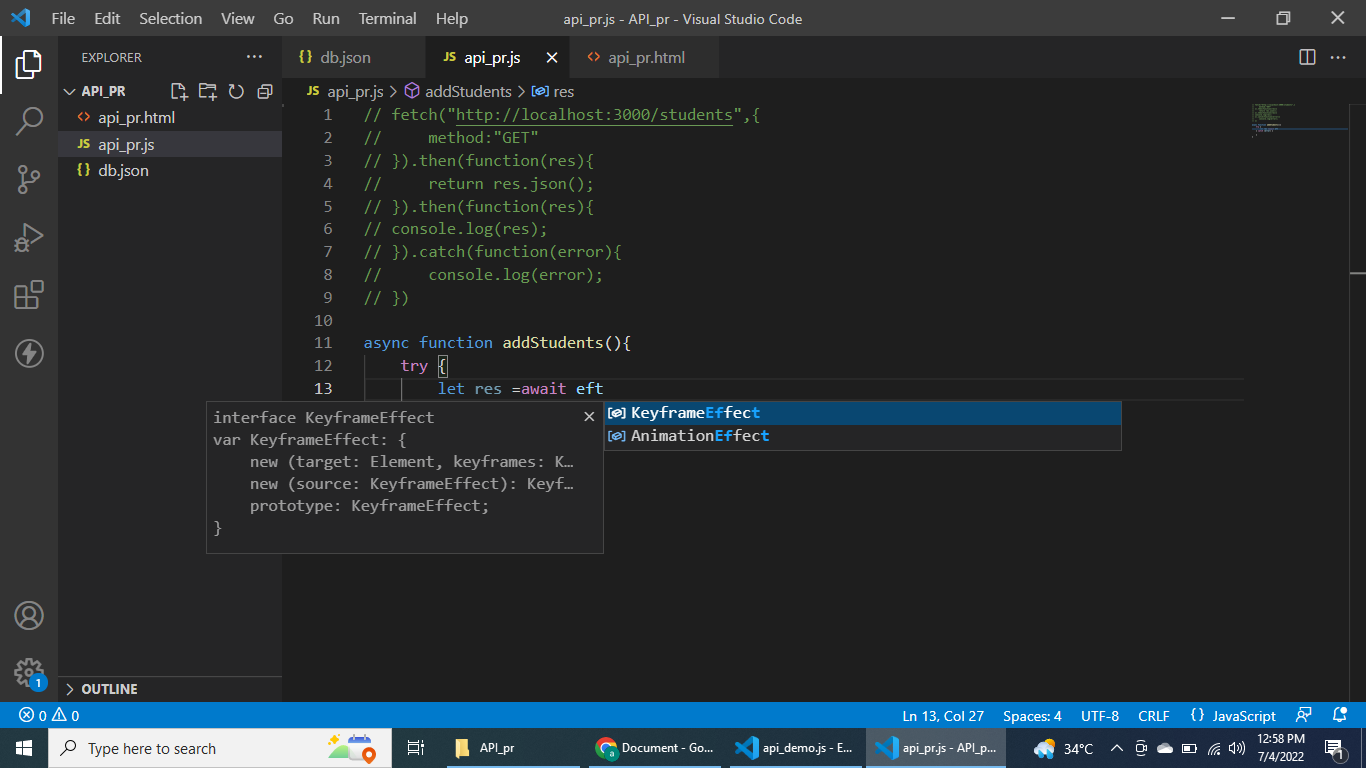 File Edit Selection View Go Run Terminal Help api_pr.js - API_pr - Visual Studio Code
EXPLORER
{} db.json
JS api_pr.js
<> api_pr.html
API_PR
<> api_pr.html
JS api_pr.js
{} db.json
JS api_pr.js > addStudents > res
1 // fetch("http://localhost:3000/students",{
2 //     method:"GET"
3 // }).then(function(res){
4 //     return res.json();
5 // }).then(function(res){
6 // console.log(res);
7 // }).catch(function(error){
8 //     console.log(error);
9 // })
10
11 async function addStudents(){
12     try {
13         let res =await eft
interface KeyframeEffect
var KeyframeEffect: {
    new (target: Element, keyframes: K…
    new (source: KeyframeEffect): Keyf…
    prototype: KeyframeEffect;
}
KeyframeEffect
AnimationEffect
1
OUTLINE
0 0 Ln 13, Col 27 Spaces: 4 UTF-8 CRLF {} JavaScript
Type here to search
API_pr
Document - Go...
api_demo.js - E...
api_pr.js - API_p...
34°C
12:58 PM
7/4/2022
1